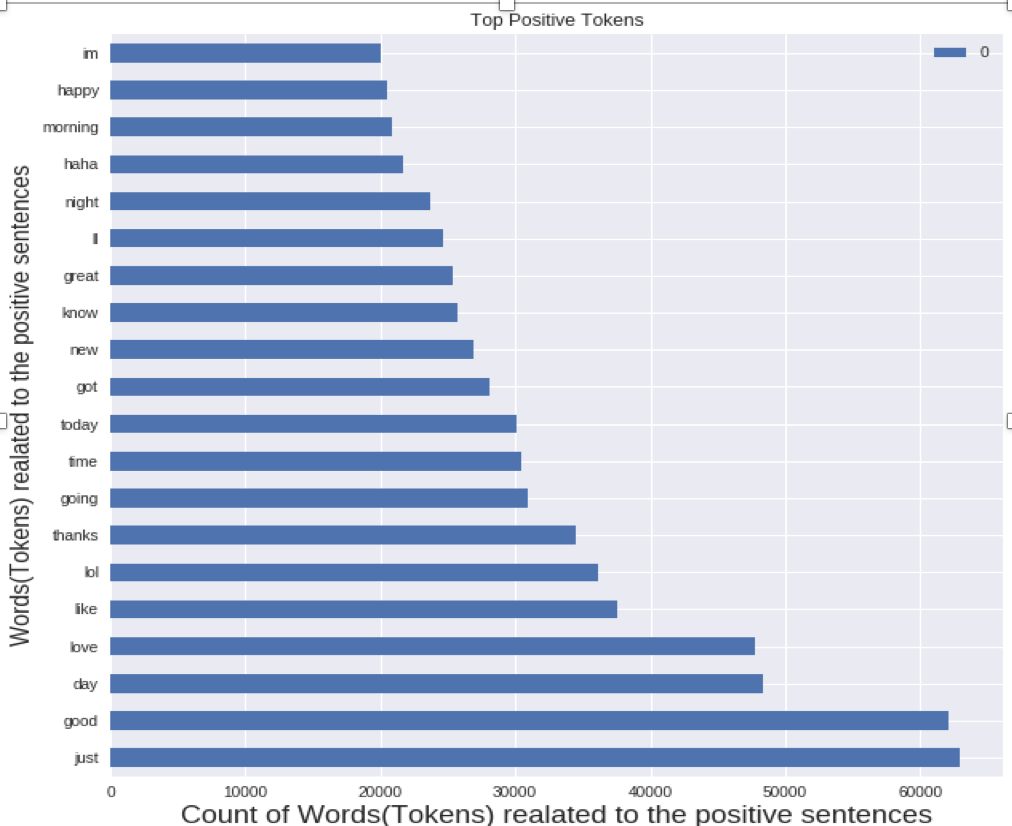 Top Positive Tokens
0
im
happy
morning
haha
night
ll
great
know
new
got
today
time
going
thanks
lol
like
love
day
good
just
Words(Tokens) realated to the positive sentences
0 10000 20000 30000 40000 50000 60000
Count of Words(Tokens) realated to the positive sentences